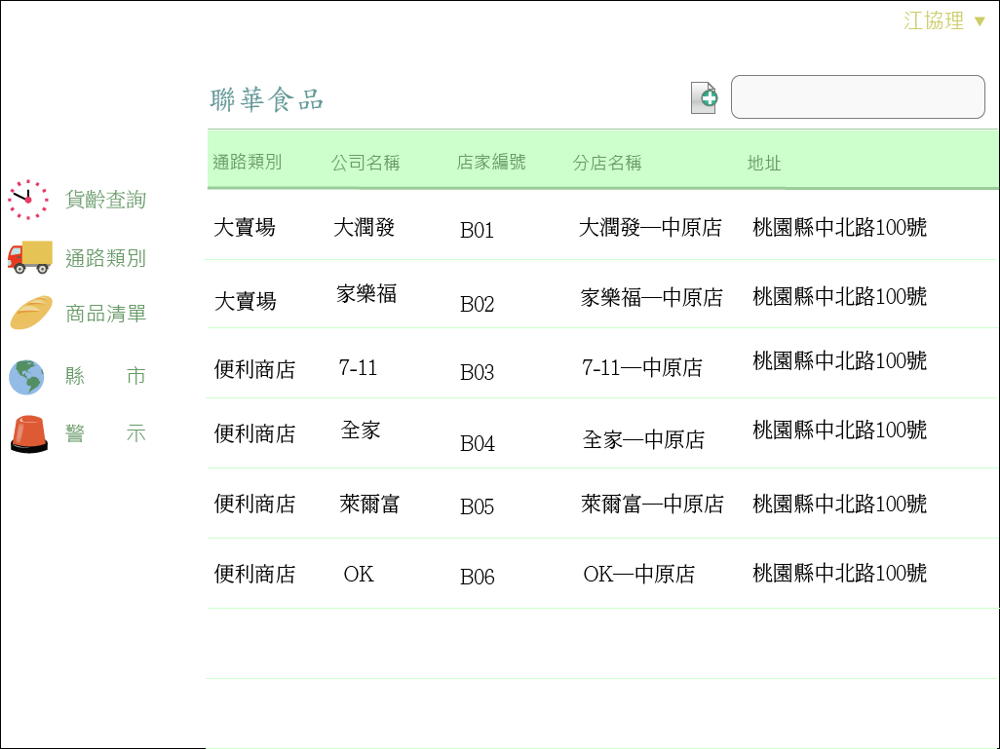 江協理 ▼
聯華食品
通路類別 公司名稱 店家編號 分店名稱 地址
貨齡查詢
通路類別
商品清單
縣 市
警 示
大賣場 大潤發 B01 大潤發—中原店 桃園縣中北路100號
大賣場 家樂福 B02 家樂福—中原店 桃園縣中北路100號
便利商店 7-11 B03 7-11—中原店 桃園縣中北路100號
便利商店 全家 B04 全家—中原店 桃園縣中北路100號
便利商店 萊爾富 B05 萊爾富—中原店 桃園縣中北路100號
便利商店 OK B06 OK—中原店 桃園縣中北路100號